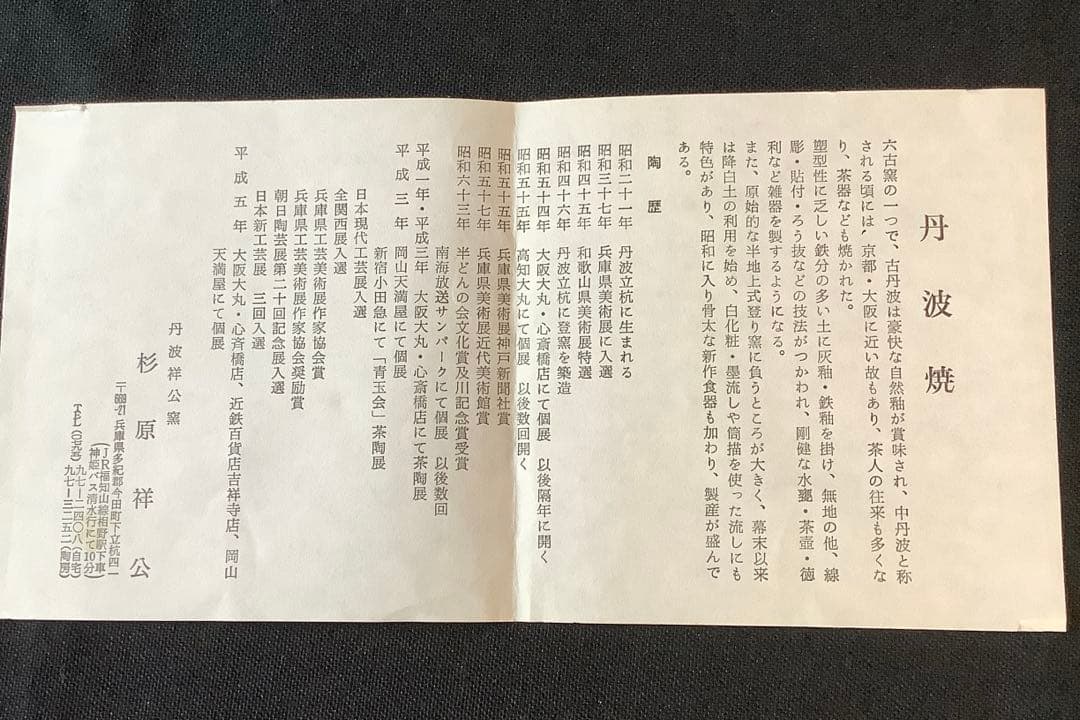 丹波焼
六古窯の一つで、古丹波は豪快な自然釉が賞味され、中丹波と称
される頃には、京都・大阪に近い故もあり、茶人の往来も多くな
り、茶器なども焼かれた。
塑型性に乏しい鉄分の多い土に灰釉・鉄釉を掛け、無地の他、線
彫・貼付・ろう抜などの技法がつかわれ、剛健な水甕・茶壺・徳
利など雑器を製するようになる。
また、原始的な半地上式登り窯に負うところが大きく、幕末以来
は降白土の利用を始め、白化粧・墨流しや筒描を使った流しにも
特色があり、昭和に入り骨太な新作食器も加わり、製産が盛んで
ある。
陶歴
昭和二十一年 丹波立杭に生まれる
昭和三十七年 兵庫県美術展に入選
昭和四十五年 和歌山県美術展特選
昭和四十六年 丹波立杭に登窯を築造
昭和五十四年 大阪大丸・心斎橋店にて個展 以後隔年に開く
昭和五十五年 高知大丸にて個展 以後数回開く
昭和五十五年 兵庫県美術展神戸新聞社賞
昭和五十七年 兵庫県美術展近代美術館賞
昭和六十三年 半どんの会文化賞及川記念賞受賞
南海放送サンパークにて個展 以後数回
平成一年・平成三年 大阪大丸・心斎橋店にて茶陶展
平成三年 岡山天満屋にて個展
新宿小田急にて「青玉会」茶陶展
日本現代工芸展入選
全関西展入選
兵庫県工芸美術展作家協会賞
兵庫県工芸美術展作家協会奨励賞
朝日陶芸展第二十回記念展入選
日本新工芸展 三回入選
平成五年 大阪大丸・心斉橋店、近鉄百貨店吉祥寺店、岡山
天満屋にて個展
丹波祥公窯
杉原祥公
兵庫県多紀郡今田町下立杭四一
(JR福知山線相野駅下車
神姫バス清水行にて10分)
九七-二四〇八(自宅)
九七-三二五二(陶房)